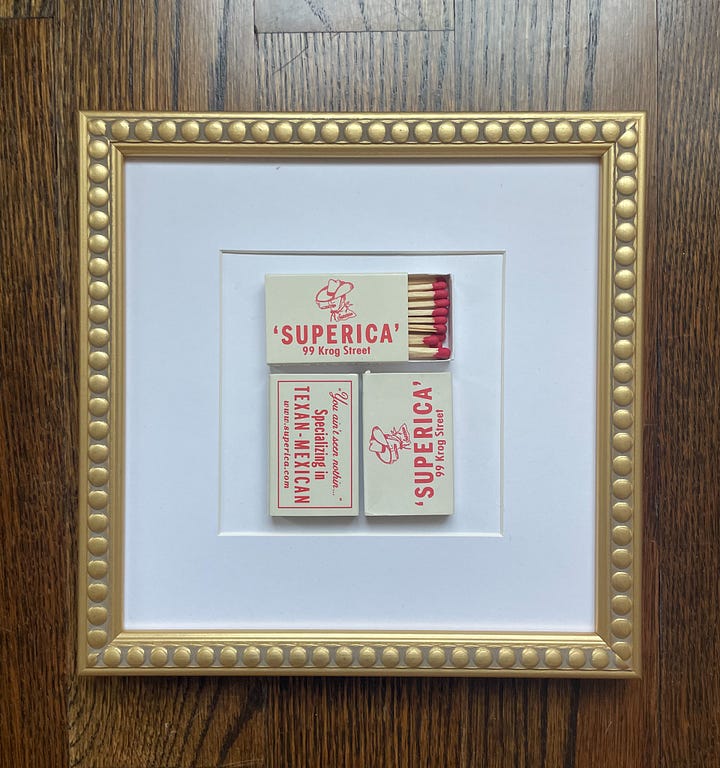 'SUPERICA'
99 Krog Street
"You ain't seen nothin..."
Specializing in
TEXAN-MEXICAN
www.superica.com
'SUPERICA'
99 Krog Street